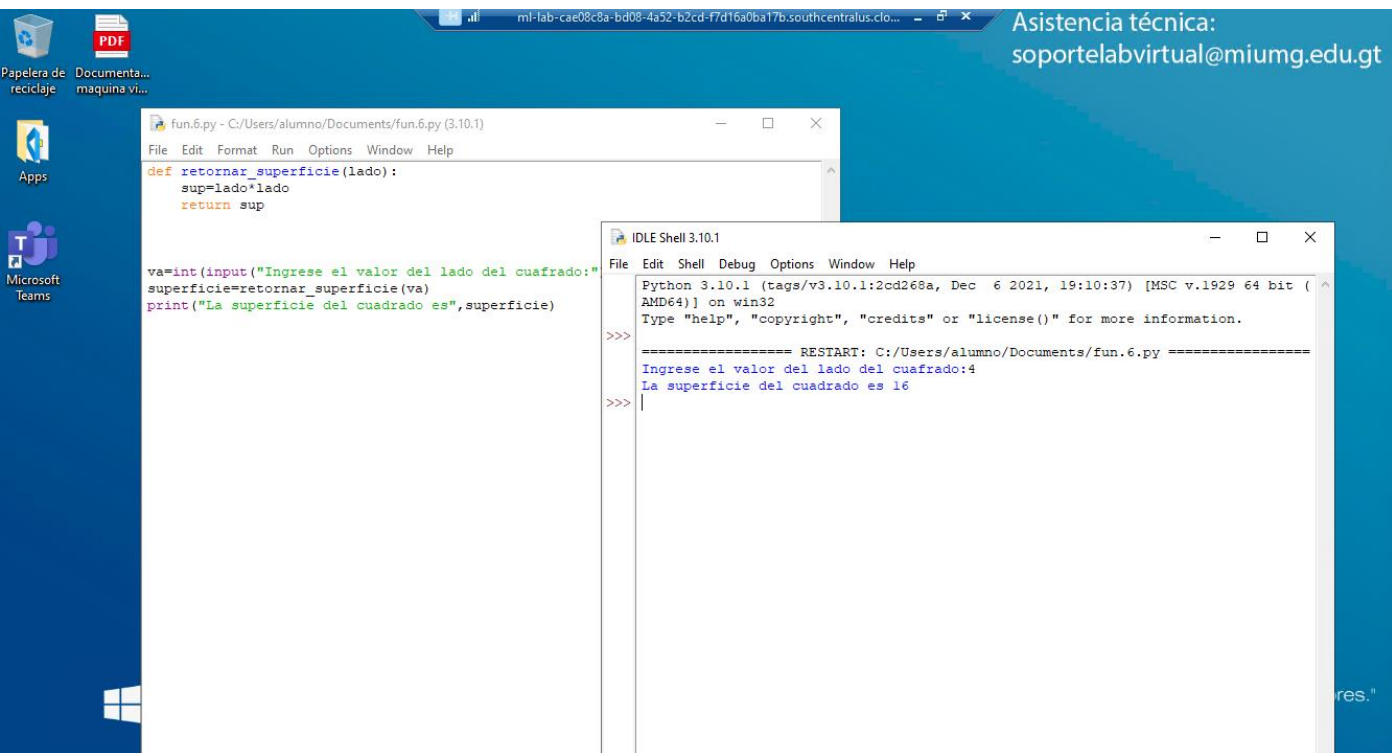 ml-lab-cae08c8a-bd08-4a52-b2cd-f7d16a0ba17b.southcentralus.clo...
Asistencia técnica:
soportelabvirtual@miumg.edu.gt
PDF
Papelera de
reciclaje
Documenta...
maquina vi...
Apps
Microsoft
Teams
fun.6.py - C:/Users/alumno/Documents/fun.6.py (3.10.1)
File Edit Format Run Options Window Help
def retornar_superficie(lado):
    sup=lado*lado
    return sup
va=int(input("Ingrese el valor del lado del cuafrado:"
superficie=retornar_superficie(va)
print("La superficie del cuadrado es",superficie)
IDLE Shell 3.10.1
File Edit Shell Debug Options Window Help
Python 3.10.1 (tags/v3.10.1:2cd268a, Dec  6 2021, 19:10:37) [MSC v.1929 64 bit (
AMD64)] on win32
Type "help", "copyright", "credits" or "license()" for more information.
>>>
================== RESTART: C:/Users/alumno/Documents/fun.6.py =================
Ingrese el valor del lado del cuafrado:4
La superficie del cuadrado es 16
>>>
res."